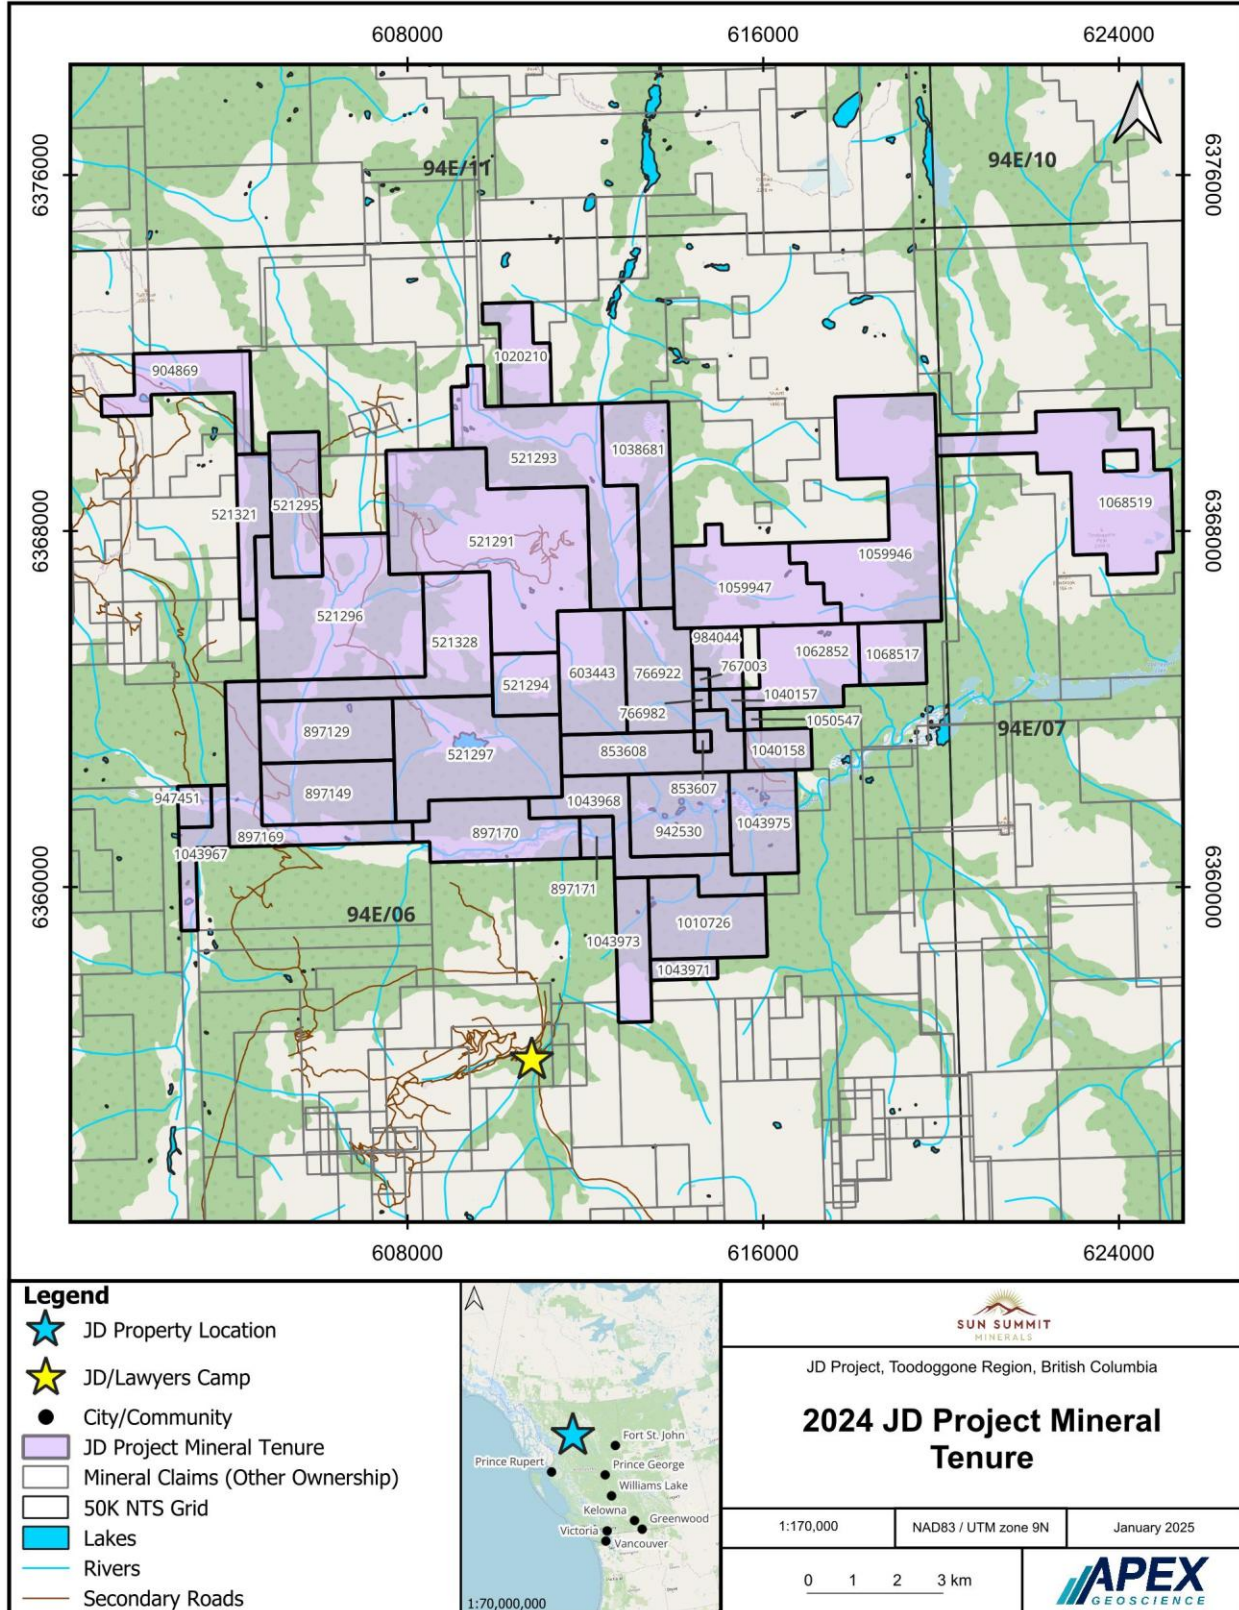 608000
616000
624000
6376000
6376000
94E/11
94E/10
1020210
904869
521293
1038681
521295
521321
1068519
6368000
6368000
521291
1059946
1059947
521296
521328
984044
1062852
1068517
767003
603443
766922
521294
1040157
766982
1050547
94E/07
897129
521297
853608
1040158
853607
947451
897149
1043968
942530
1043975
897169
897170
1043967
897171
6360000
6360000
94E/06
1010726
1043973
1043971
608000
616000
624000
Legend
JD Property Location
JD/Lawyers Camp
City/Community
JD Project Mineral Tenure
Mineral Claims (Other Ownership)
50K NTS Grid
Lakes
Rivers
Secondary Roads
Fort St. John
Prince Rupert
Prince George
Williams Lake
Kelowna
Greenwood
Victoria
Vancouver
1:70,000,000
SUN SUMMIT
MINERALS
JD Project, Toodoggone Region, British Columbia
2024 JD Project Mineral
Tenure
1:170,000
NAD83 / UTM zone 9N
January 2025
0 1 2 3 km
APEX
GEOSCIENCE